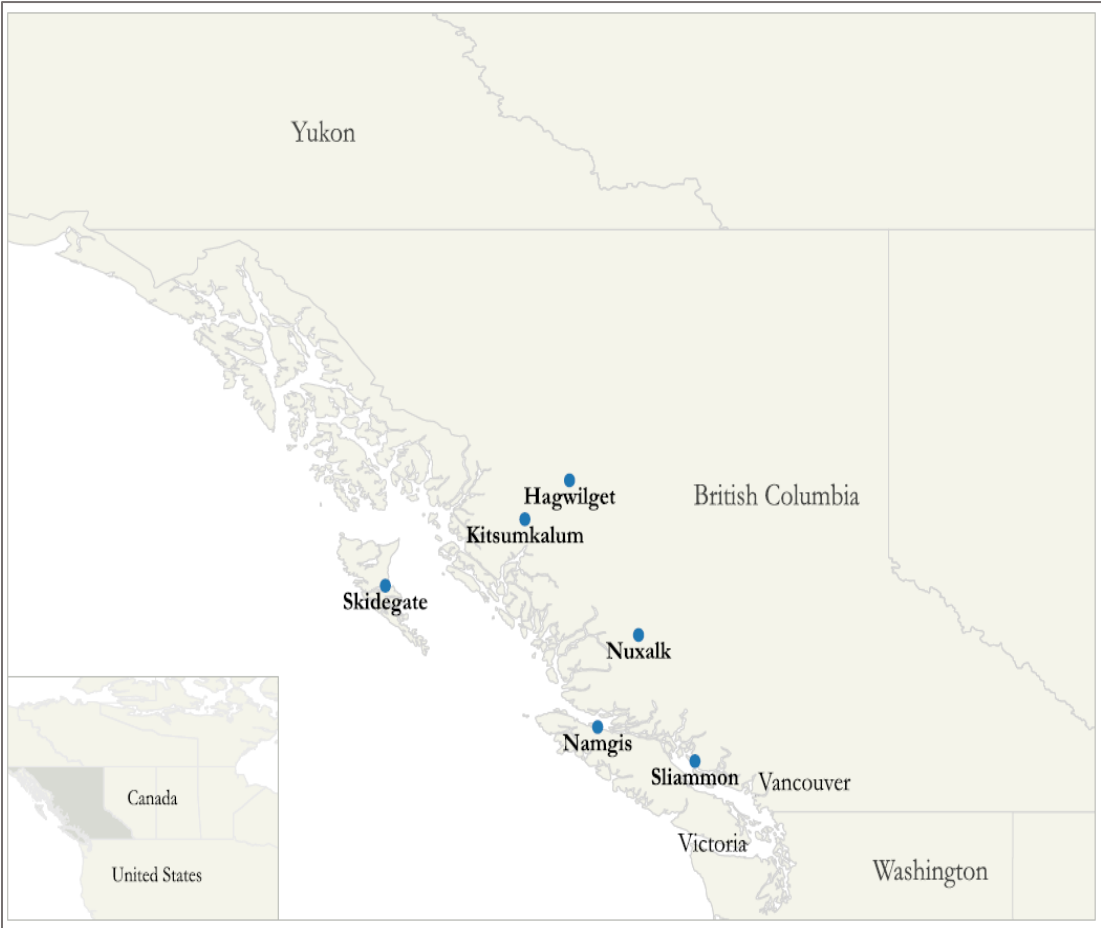 Yukon
Hagwilget
British Columbia
Kitsumkalum
Skidegate
Nuxalk
Namgis
Sliammon
Vancouver
Canada
Victoria
United States
Washington